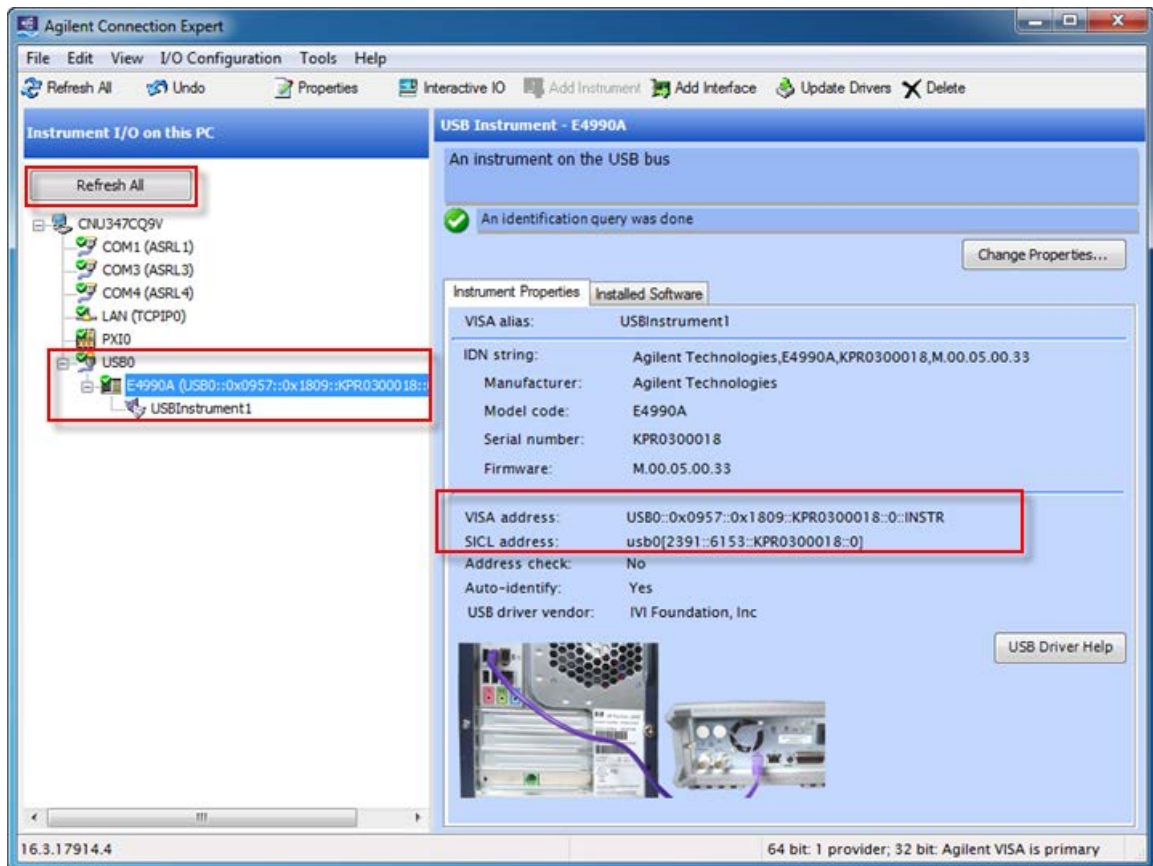 Agilent Connection Expert
File Edit View I/O Configuration Tools Help
Refresh All Undo Properties Interactive IO Add Instrument Add Interface Update Drivers Delete
Instrument I/O on this PC
Refresh All
CNU347CQ9V
COM1 (ASRL1)
COM3 (ASRL3)
COM4 (ASRL4)
LAN (TCPIP0)
PXI0
USB0
E4990A (USB0::0x0957::0x1809::KPR0300018::
USBInstrument1
USB Instrument - E4990A
An instrument on the USB bus
An identification query was done
Change Properties...
Instrument Properties Installed Software
VISA alias: USBInstrument1
IDN string: Agilent Technologies,E4990A,KPR0300018,M.00.05.00.33
Manufacturer: Agilent Technologies
Model code: E4990A
Serial number: KPR0300018
Firmware: M.00.05.00.33
VISA address: USB0::0x0957::0x1809::KPR0300018::0::INSTR
SICL address: usb0[2391::6153::KPR0300018::0]
Address check: No
Auto-identify: Yes
USB driver vendor: IVI Foundation, Inc
USB Driver Help
16.3.17914.4
64 bit: 1 provider; 32 bit: Agilent VISA is primary